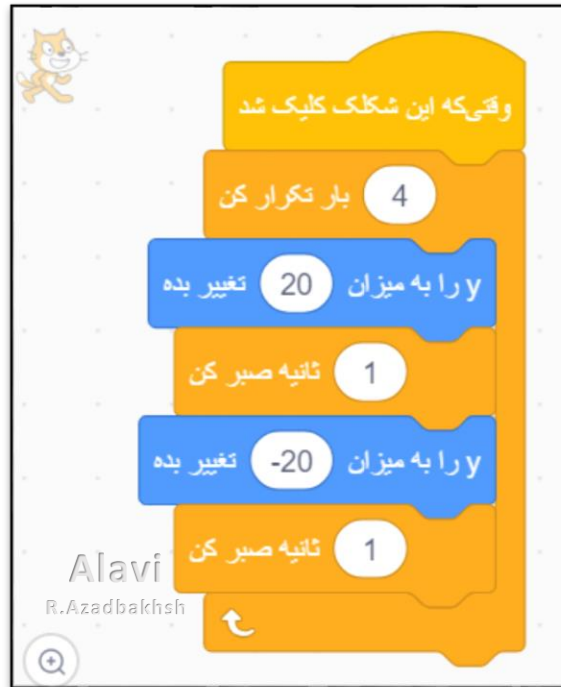 وقتی‌که این شکلک کلیک شد
4 بار تکرار کن
y را به میزان 20 تغییر بده
1 ثانیه صبر کن
y را به میزان -20 تغییر بده
1 ثانیه صبر کن
Alavi
R.Azadbakhsh